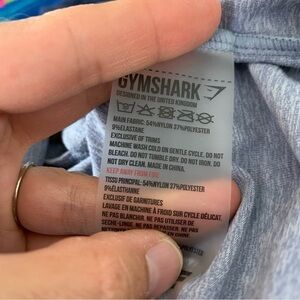 GYMSHARK
DESIGNED IN THE UNITED KINGDOM
MAIN FABRIC: 54%NYLON 37%POLYESTER
9%ELASTANE
EXCLUSIVE OF TRIMS
MACHINE WASH COLD ON GENTLE CYCLE. DO NOT
BLEACH. DO NOT TUMBLE DRY. DO NOT IRON. DO
NOT DRY CLEAN. MADE IN CHINA.
KEEP AWAY FROM FIRE
TISSU PRINCIPAL: 54%NYLON 37%POLYESTER
9%ÉLASTHANNE
EXCLUSIF DE GARNITURES
LAVAGE EN MACHINE À FROID SUR CYCLE DÉLICAT.
NE PAS BLANCHIR. NE PAS UTILISER DE
SÈCHE-LINGE. NE PAS REPASSER. NE PAS
EN CHINE.